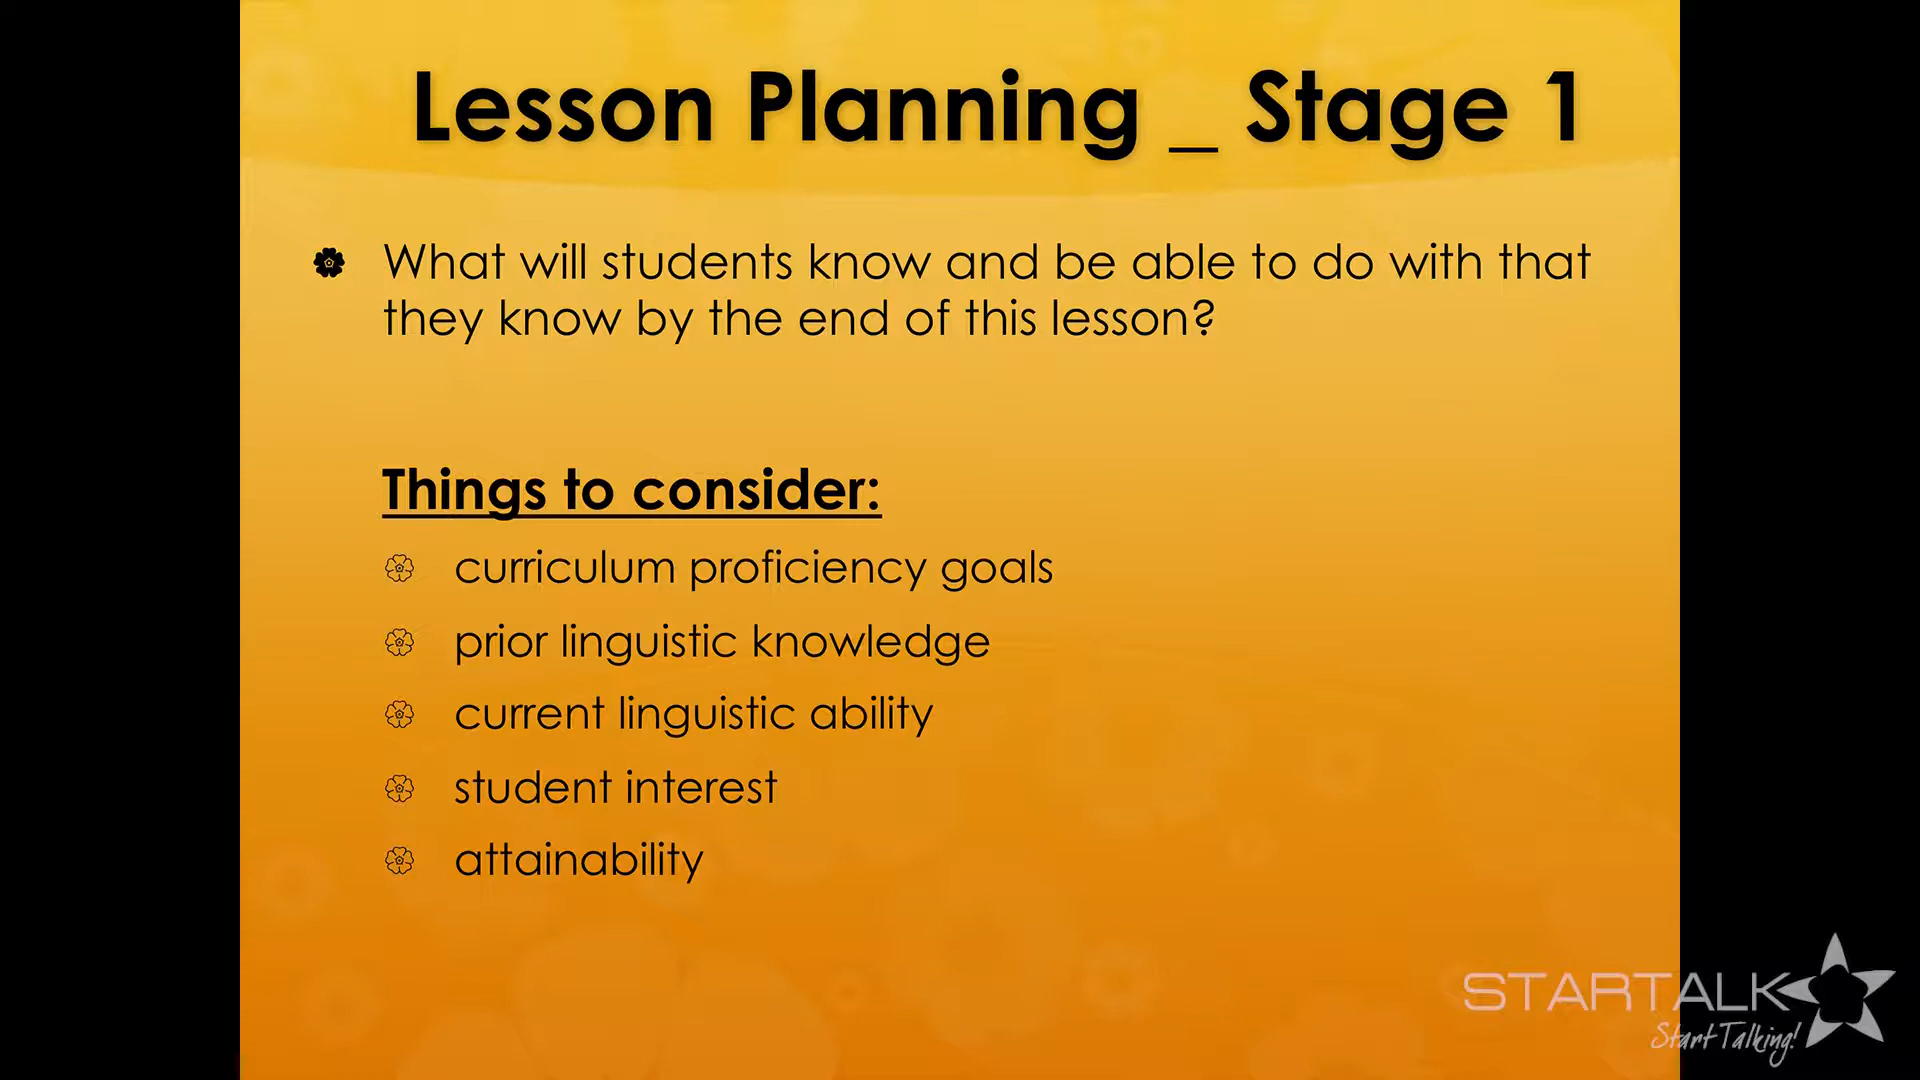 Lesson Planning _ Stage 1
What will students know and be able to do with that
they know by the end of this lesson?
Things to consider:
curriculum proficiency goals
prior linguistic knowledge
current linguistic ability
student interest
attainability
STARTALK
Start Talking!